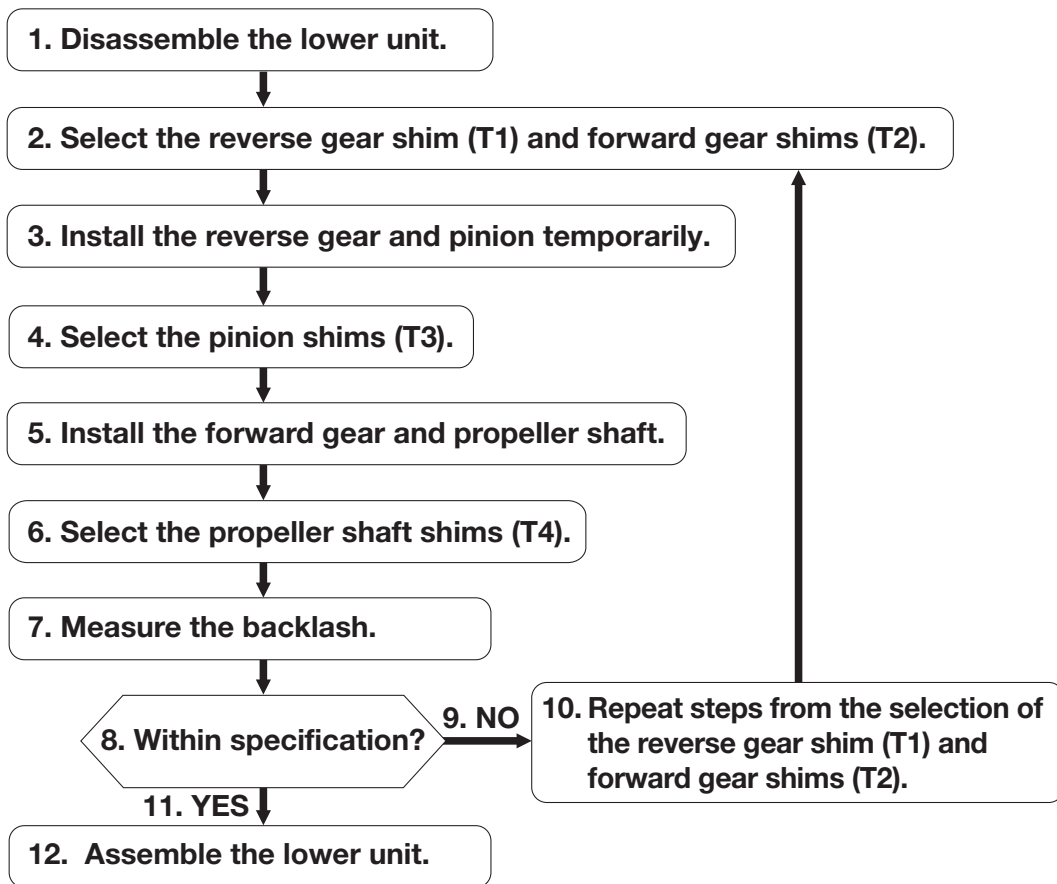 1. Disassemble the lower unit.
2. Select the reverse gear shim (T1) and forward gear shims (T2).
3. Install the reverse gear and pinion temporarily.
4. Select the pinion shims (T3).
5. Install the forward gear and propeller shaft.
6. Select the propeller shaft shims (T4).
7. Measure the backlash.
8. Within specification?
9. NO
10. Repeat steps from the selection of
the reverse gear shim (T1) and
forward gear shims (T2).
11. YES
12. Assemble the lower unit.